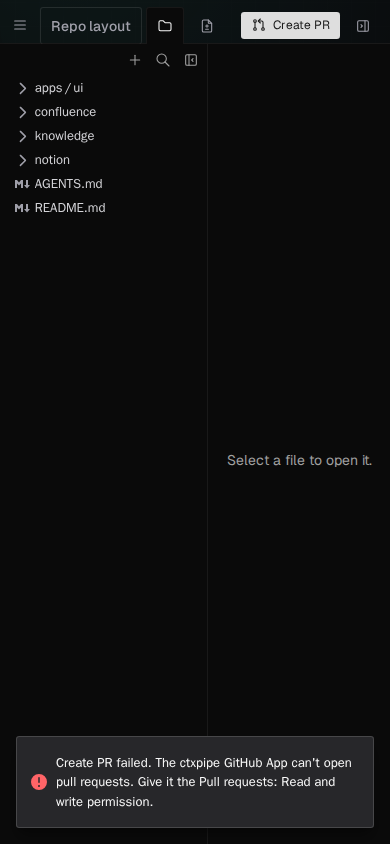 Repo layout
Create PR
apps / ui
confluence
knowledge
notion
AGENTS.md
README.md
Select a file to open it.
Create PR failed. The ctxpipe GitHub App can't open
pull requests. Give it the Pull requests: Read and
write permission.